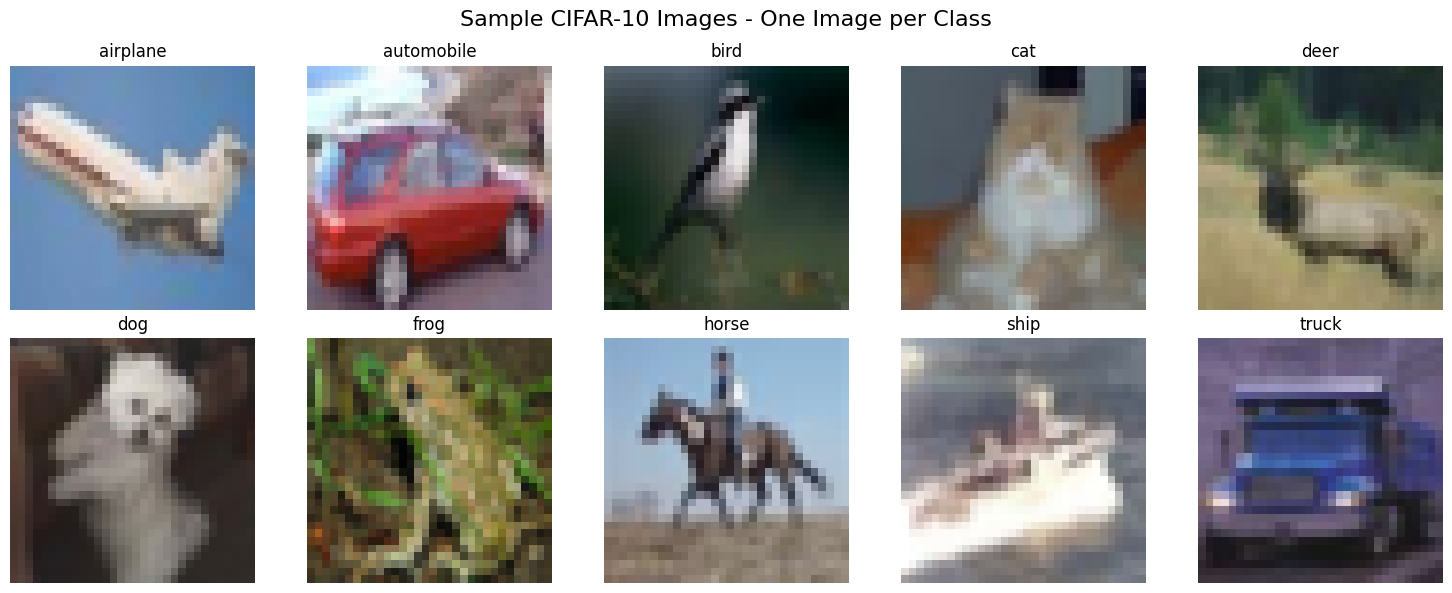 Sample CIFAR-10 Images - One Image per Class
airplane
automobile
bird
cat
deer
dog
frog
horse
ship
truck